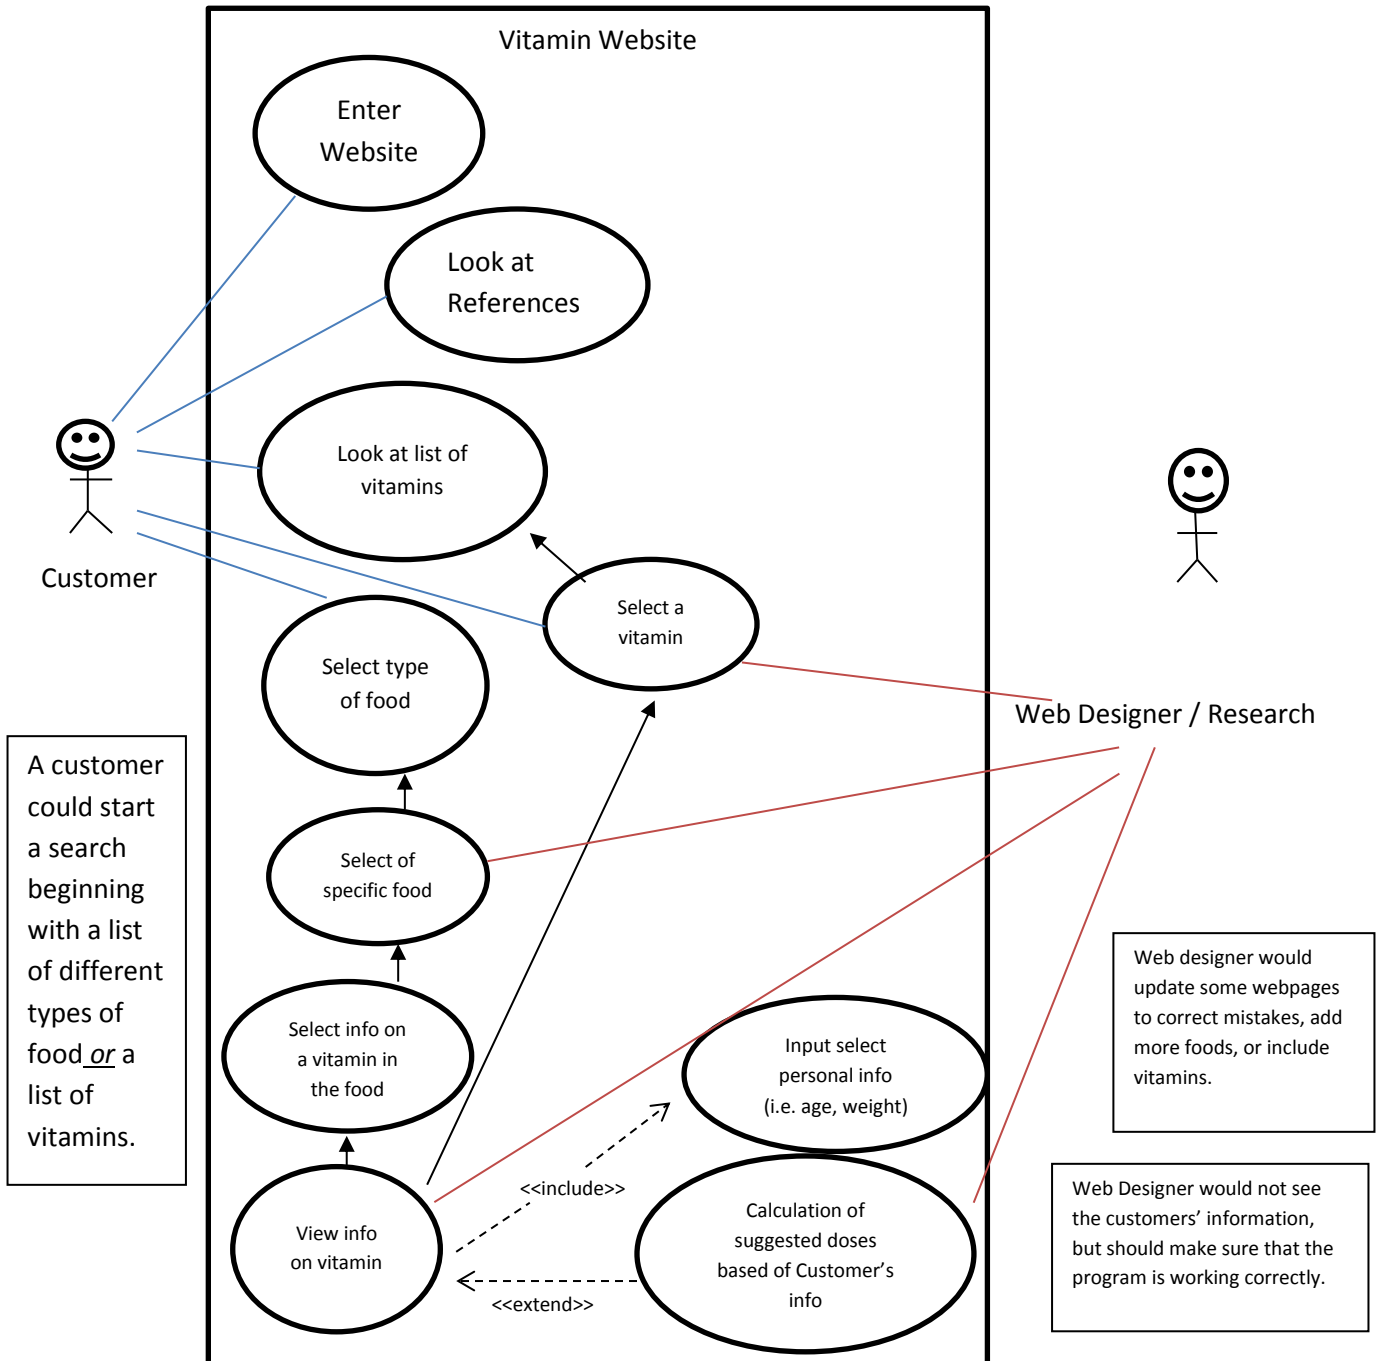 Vitamin Website
Enter
Website
Look at
References
Look at list of
vitamins
Customer
Select a
vitamin
Select type
of food
Web Designer / Research
A customer
could start
a search
beginning
with a list
of different
types of
food or a
list of
vitamins.
Select of
specific food
Select info on
a vitamin in
the food
Input select
personal info
(i.e. age, weight)
Web designer would
update some webpages
to correct mistakes, add
more foods, or include
vitamins.
<<include>>
View info
on vitamin
Calculation of
suggested doses
based of Customer’s
info
<<extend>>
Web Designer would not see
the customers’ information,
but should make sure that the
program is working correctly.